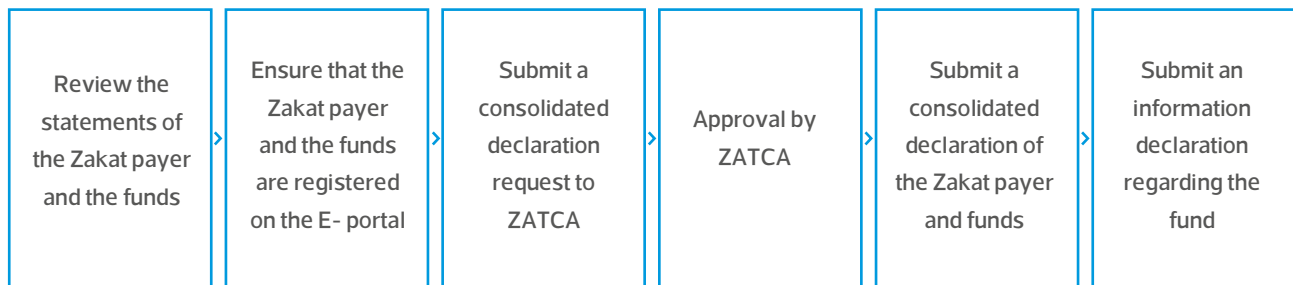 Review the
statements of
the Zakat payer
and the funds
Ensure that the
Zakat payer
and the funds
are registered
on the E- portal
Submit a
consolidated
declaration
request to
ZATCA
Approval by
ZATCA
Submit a
consolidated
declaration of
the Zakat payer
and funds
Submit an
information
declaration
regarding the
fund